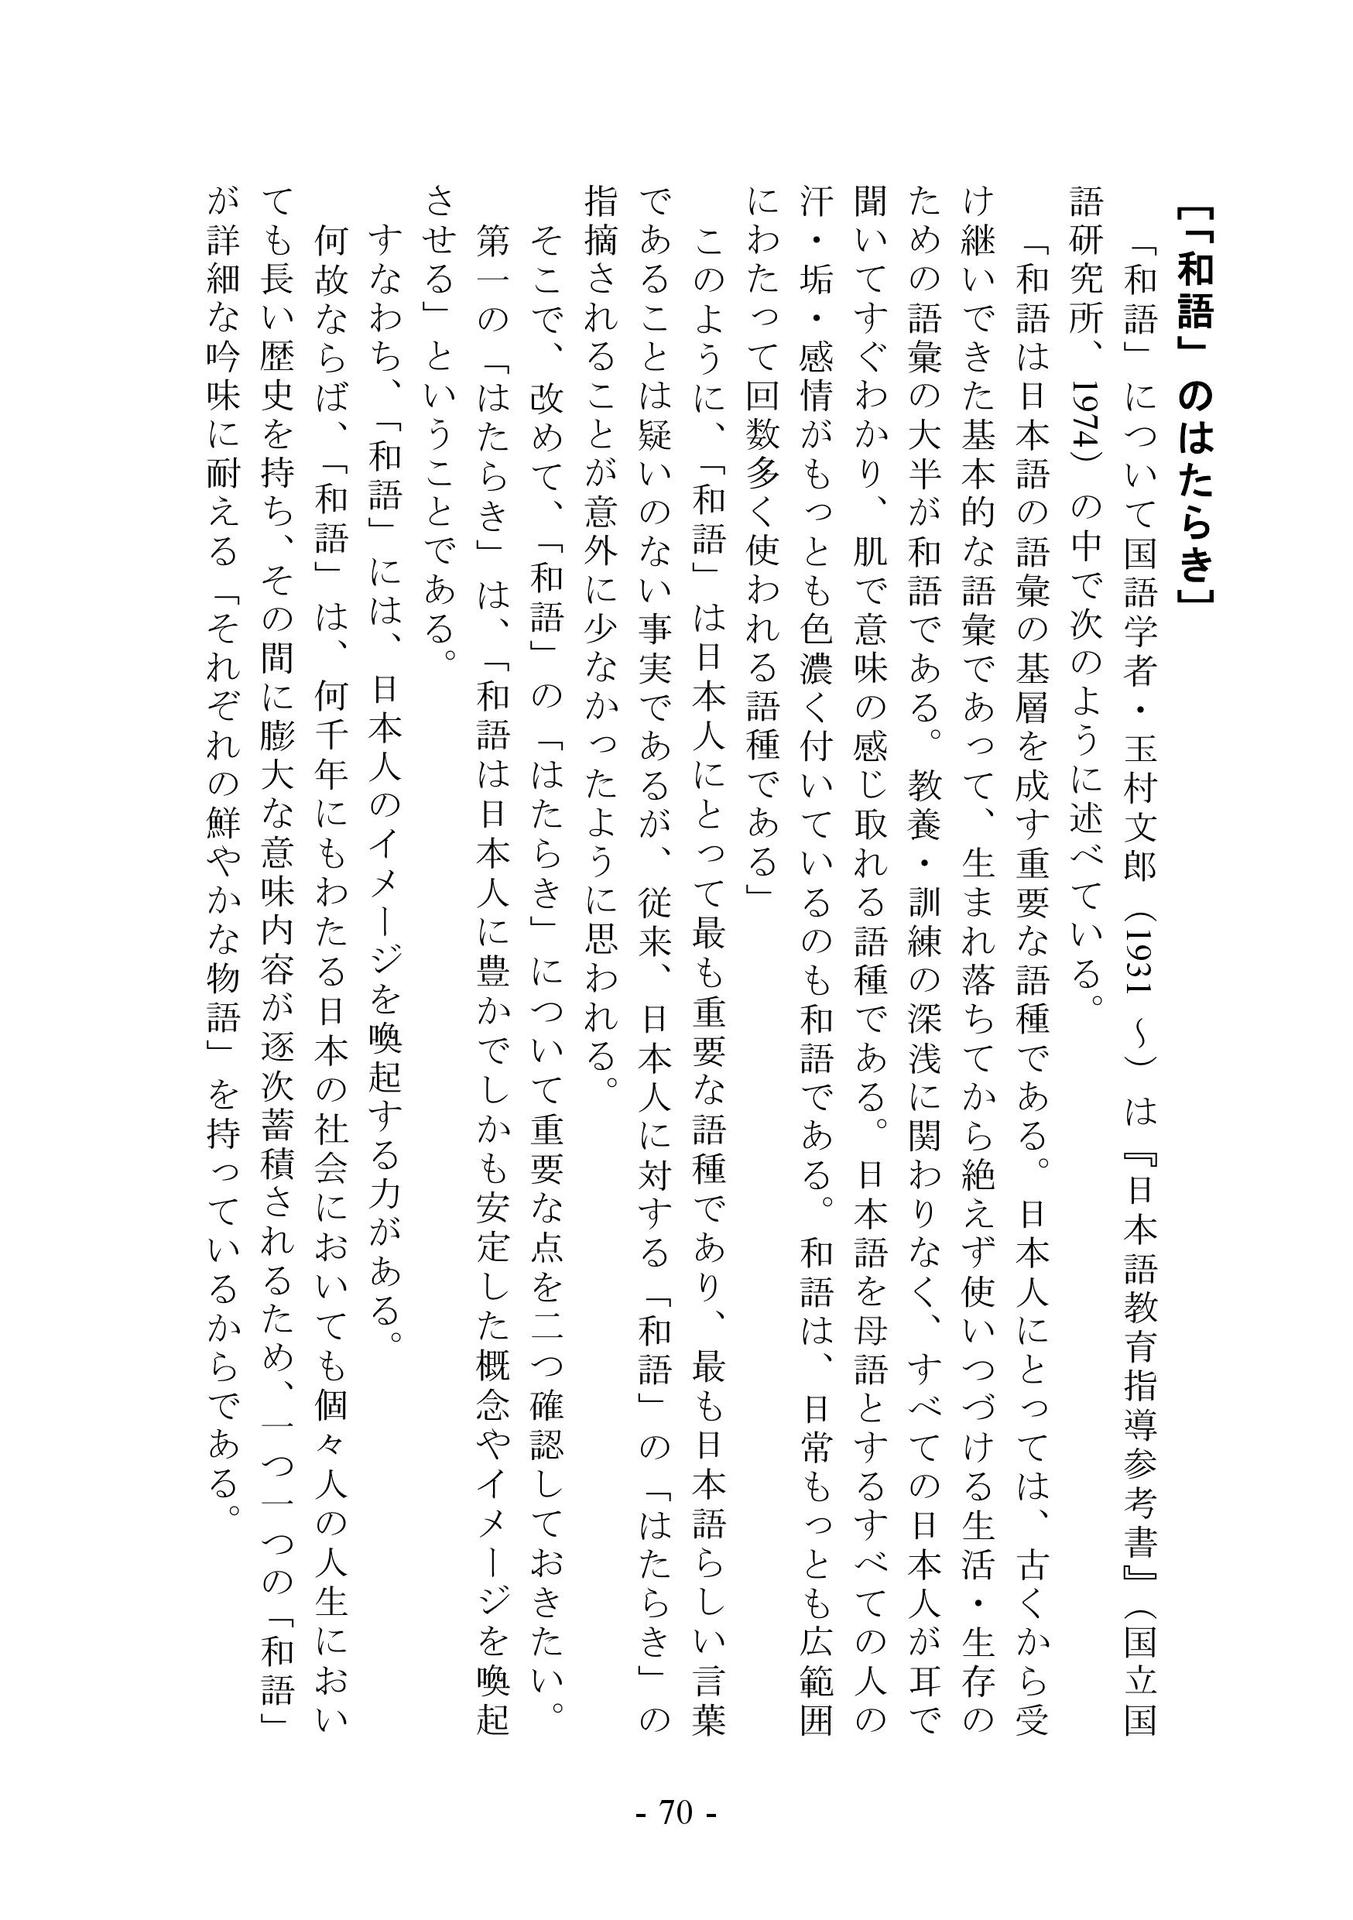 ［「和語」のはたらき］
「和語」について国語学者・玉村文郎（1931 ～）は『日本語教育指導参考書』（国立国
語研究所、1974）の中で次のように述べている。
「和語は日本語の語彙の基層を成す重要な語種である。日本人にとっては、古くから受
け継いできた基本的な語彙であって、生まれ落ちてから絶えず使いつづける生活・生存の
ための語彙の大半が和語である。教養・訓練の深浅に関わりなく、すべての日本人が耳で
聞いてすぐわかり、肌で意味の感じ取れる語種である。日本語を母語とするすべての人の
汗・垢・感情がもっとも色濃く付いているのも和語である。和語は、日常もっとも広範囲
にわたって回数多く使われる語種である」
このように、「和語」は日本人にとって最も重要な語種であり、最も日本語らしい言葉
であることは疑いのない事実であるが、従来、日本人に対する「和語」の「はたらき」の
指摘されることが意外に少なかったように思われる。
そこで、改めて、「和語」の「はたらき」について重要な点を二つ確認しておきたい。
第一の「はたらき」は、「和語は日本人に豊かでしかも安定した概念やイメージを喚起
させる」ということである。
すなわち、「和語」には、日本人のイメージを喚起する力がある。
何故ならば、「和語」は、何千年にもわたる日本の社会においても個々人の人生におい
ても長い歴史を持ち、その間に膨大な意味内容が逐次蓄積されるため、一つ一つの「和語」
が詳細な吟味に耐える「それぞれの鮮やかな物語」を持っているからである。
- 70 -